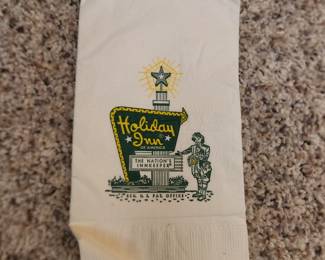 Holiday
Inn
OF AMERICA
THE NATION'S
INNKEEPER
REG. U.S. PAT. OFFICE